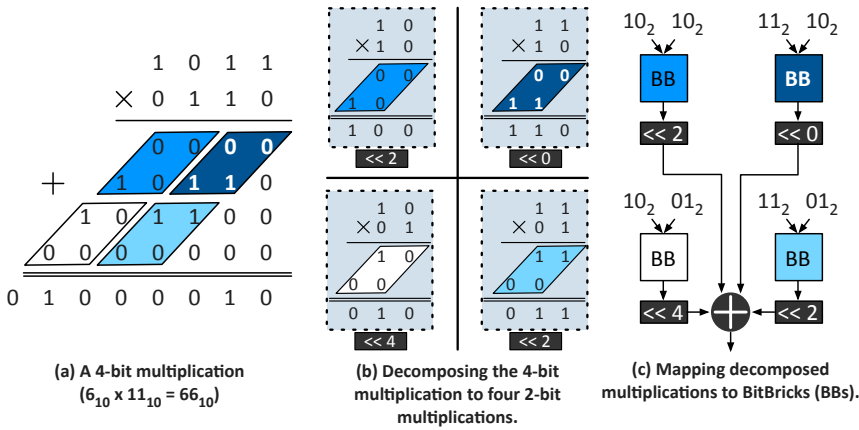 1 0 1 1
× 0 1 1 0
0 0 0 0
+ 1 0 1 1 0
1 0 1 1 0 0
0 0 0 0 0 0 0
0 1 0 0 0 0 1 0
(a) A 4-bit multiplication
(6₁₀ x 11₁₀ = 66₁₀)
1 0
× 1 0
0 0
1 0
1 0 0
<< 2
1 1
× 1 0
0 0
1 1
1 1 0
<< 0
1 0
× 0 1
1 0
0 0
0 1 0
<< 4
1 1
× 0 1
1 1
0 0
0 1 1
<< 2
(b) Decomposing the 4-bit
multiplication to four 2-bit
multiplications.
10₂ 10₂ 11₂ 10₂
BB BB
<< 2 << 0
10₂ 01₂ 11₂ 01₂
BB BB
<< 4 + << 2
(c) Mapping decomposed
multiplications to BitBricks (BBs).